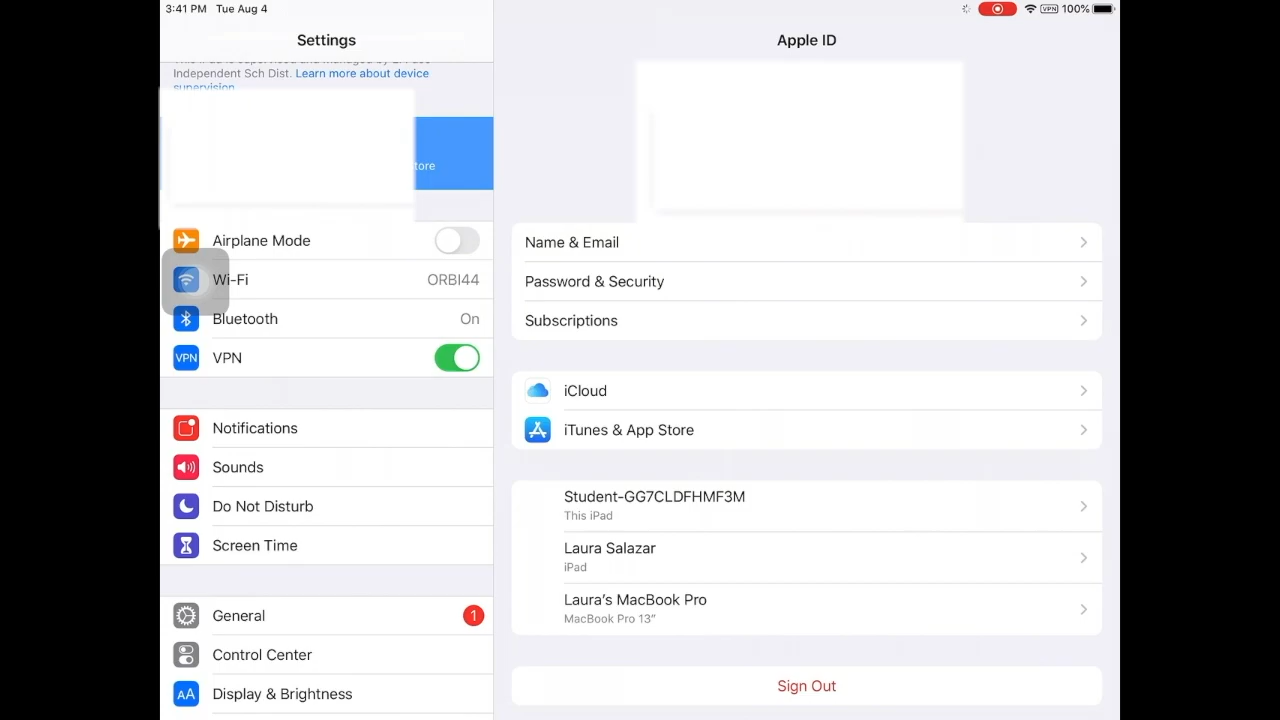 3:41 PM Tue Aug 4
VPN 100%
Settings
Apple ID
Independent Sch Dist. Learn more about device
supervision
tore
Airplane Mode
Wi-Fi ORBI44
Bluetooth On
VPN VPN
Notifications
Sounds
Do Not Disturb
Screen Time
General 1
Control Center
AA Display & Brightness
Name & Email
Password & Security
Subscriptions
iCloud
iTunes & App Store
Student-GG7CLDFHMF3M
This iPad
Laura Salazar
iPad
Laura's MacBook Pro
MacBook Pro 13"
Sign Out